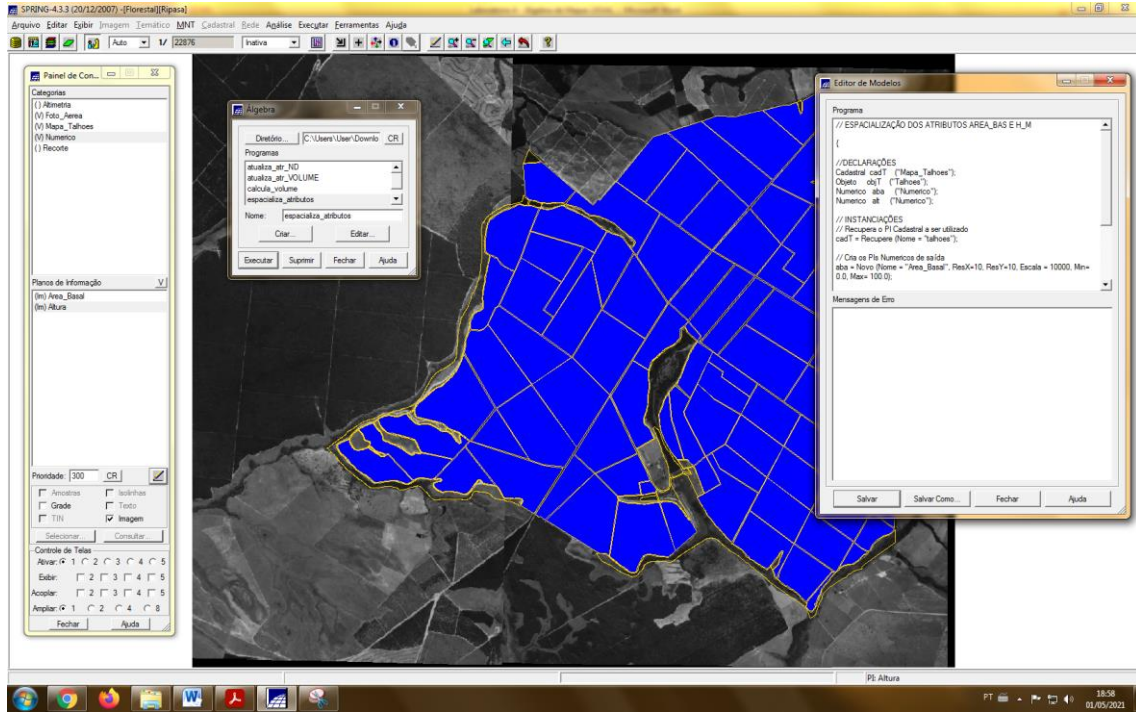 SPRING-4.3.3 (20/12/2007) -[Florestal][Ripasa]
Arquivo Editar Exibir Imagem Temático MNT Cadastral Rede Análise Executar Ferramentas Ajuda
Auto 1/ 22876 Inativa
Painel de Con...
Categorias
( ) Altimetria
(V) Foto_Aerea
(V) Mapa_Talhoes
(V) Numerico
( ) Recorte
Planos de Informação V
(Im) Area_Basal
(Im) Altura
Prioridade: 300 CR
Amostras Isolinhas
Grade Texto
TIN Imagem
Selecionar... Consultar...
Controle de Telas
Ativar: 1 2 3 4 5
Exibir: 2 3 4 5
Acoplar: 2 3 4 5
Ampliar: 1 2 4 8
Fechar Ajuda
Álgebra
Diretório... C:\Users\User\Downlo CR
Programas
atualiza_atr_ND
atualiza_atr_VOLUME
calcula_volume
espacializa_atributos
Nome: espacializa_atributos
Criar... Editar...
Executar Suprimir Fechar Ajuda
Editor de Modelos
Programa
// ESPACIALIZAÇÃO DOS ATRIBUTOS AREA_BAS E H_M
{
//DECLARAÇÕES
Cadastral cadT ("Mapa_Talhoes");
Objeto objT ("Talhoes");
Numerico aba ("Numerico");
Numerico alt ("Numerico");
// INSTANCIAÇÕES
// Recupera o PI Cadastral a ser utilizado
cadT = Recupere (Nome = "talhoes");
// Cria os PIs Numericos de saída
aba = Novo (Nome = "Area_Basal", ResX=10, ResY=10, Escala = 10000, Min=
0.0, Max= 100.0);
Mensagens de Erro
Salvar Salvar Como... Fechar Ajuda
PI: Altura
PT 18:58
01/05/2021